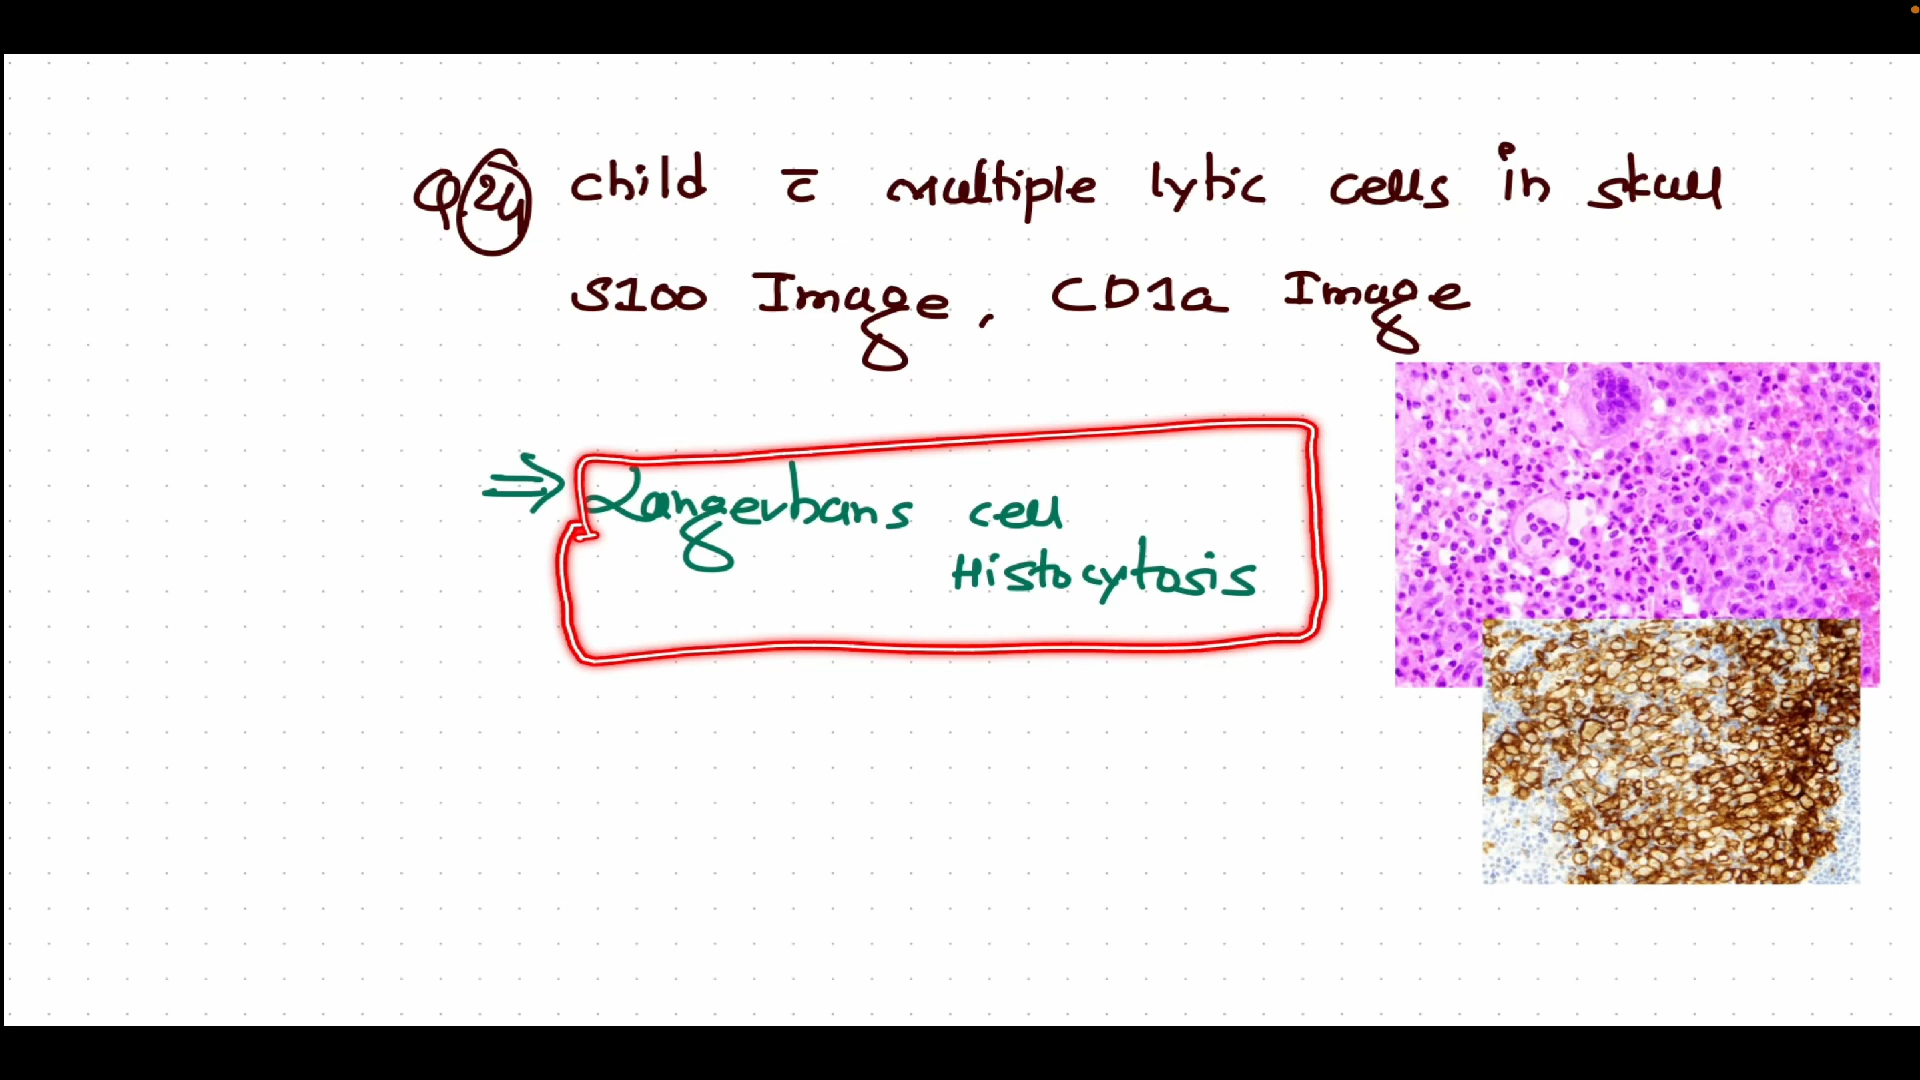 Q.24 child c̄ multiple lytic cells in skull
S100 Image, CD1a Image
⇒ Langerhans cell
Histocytosis